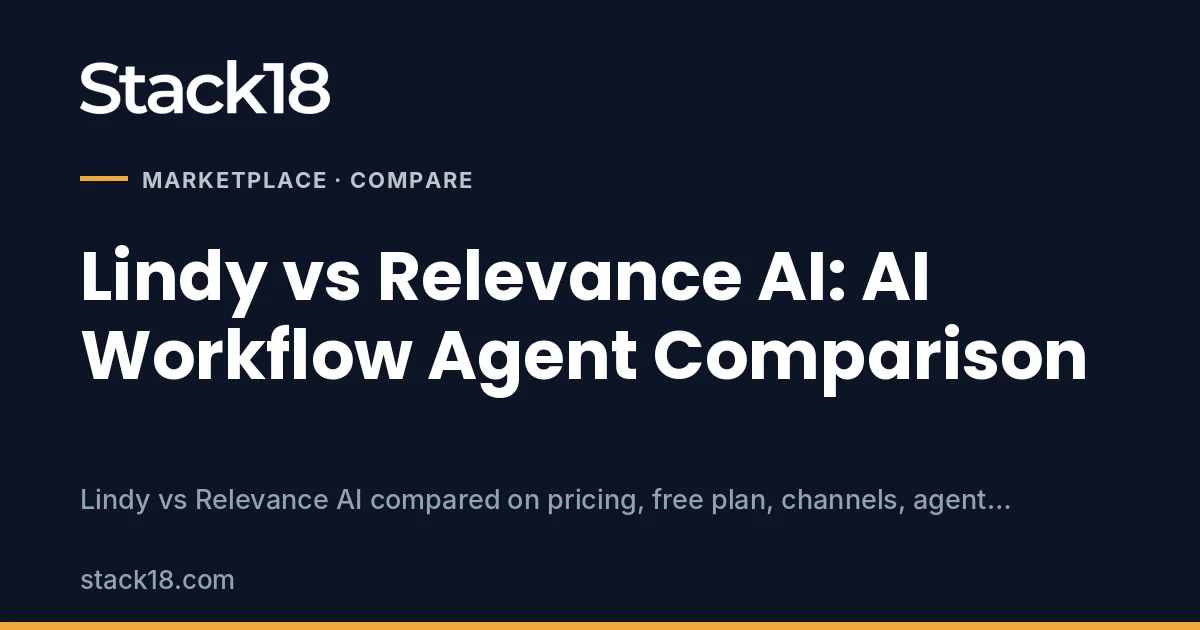 Stack18
MARKETPLACE · COMPARE
Lindy vs Relevance AI: AI
Workflow Agent Comparison
Lindy vs Relevance AI compared on pricing, free plan, channels, agent...
stack18.com